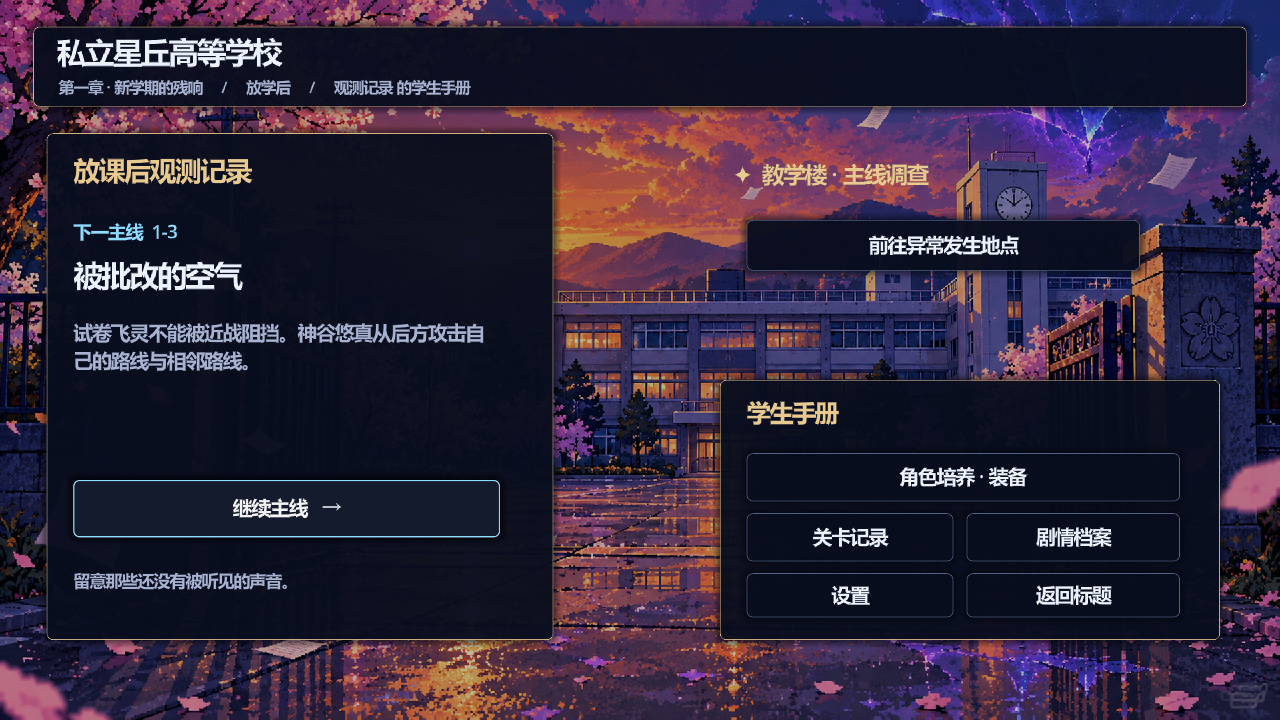 私立星丘高等学校
第一章 · 新学期的残响 / 放学后 / 观测记录 的学生手册
放课后观测记录
下一主线 1-3
被批改的空气
试卷飞灵不能被近战阻挡。神谷悠真从后方攻击自
己的路线与相邻路线。
继续主线 →
留意那些还没有被听见的声音。
✦ 教学楼 · 主线调查
前往异常发生地点
学生手册
角色培养 · 装备
关卡记录
剧情档案
设置
返回标题